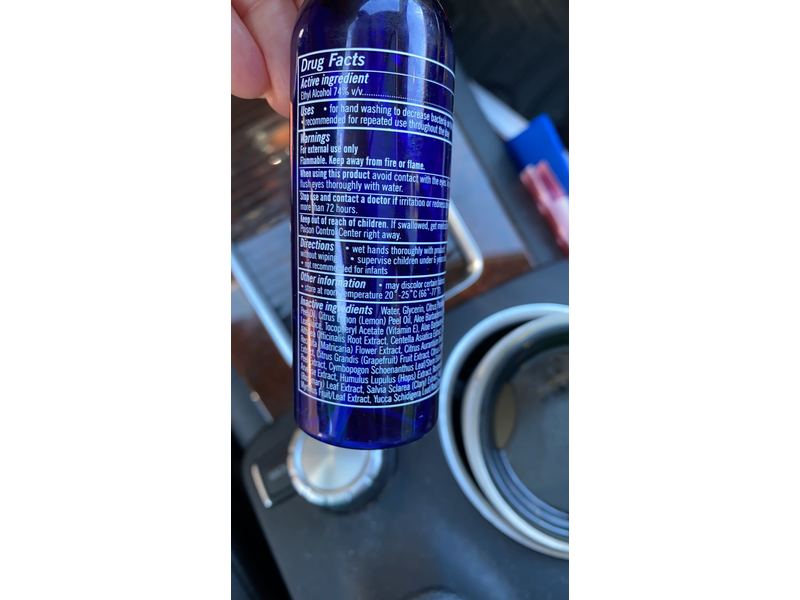 Drug Facts
Active ingredient
Ethyl Alcohol 74% v/v..............................
Uses • for hand washing to decrease bacteria
• recommended for repeated use throughout the
Warnings
For external use only
Flammable. Keep away from fire or flame.
When using this product avoid contact with the eyes.
flush eyes thoroughly with water.
Stop use and contact a doctor if irritation or redness
more than 72 hours.
Keep out of reach of children. If swallowed, get
Poison Control Center right away.
Directions • wet hands thoroughly with product
without wiping • supervise children under 6
• not recommended for infants
Other information • may discolor certain
• store at room temperature 20°-25°C (66°-77°F)
Inactive ingredients Water, Glycerin, Citrus
Peel Oil, Citrus Limon (Lemon) Peel Oil, Aloe
Leaf Juice, Tocopheryl Acetate (Vitamin E), Aloe
Officinalis Root Extract, Centella Asiatica
(Matricaria) Flower Extract, Citrus
Extract, Citrus Grandis (Grapefruit) Fruit Extract,
Extract, Cymbopogon Schoenanthus
Extract, Humulus Lupulus (Hops) Extract,
Leaf Extract, Salvia Sclarea (Clary) Extract,
Fruit/Leaf Extract, Yucca Schidigera